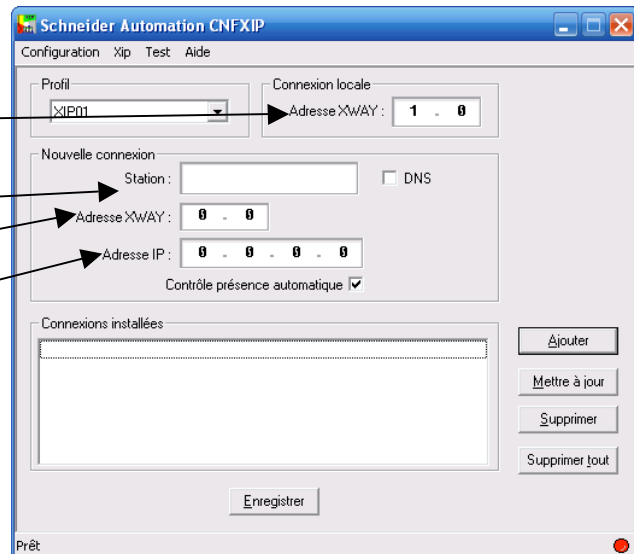 Schneider Automation CNFXIP
Configuration Xip Test Aide
Profil
XIP01
Connexion locale
Adresse XWAY : 1 . 0
Nouvelle connexion
Station :
DNS
Adresse XWAY : 0 . 0
Adresse IP : 0 . 0 . 0 . 0
Contrôle présence automatique
Connexions installées
Ajouter
Mettre à jour
Supprimer
Supprimer tout
Enregistrer
Prêt